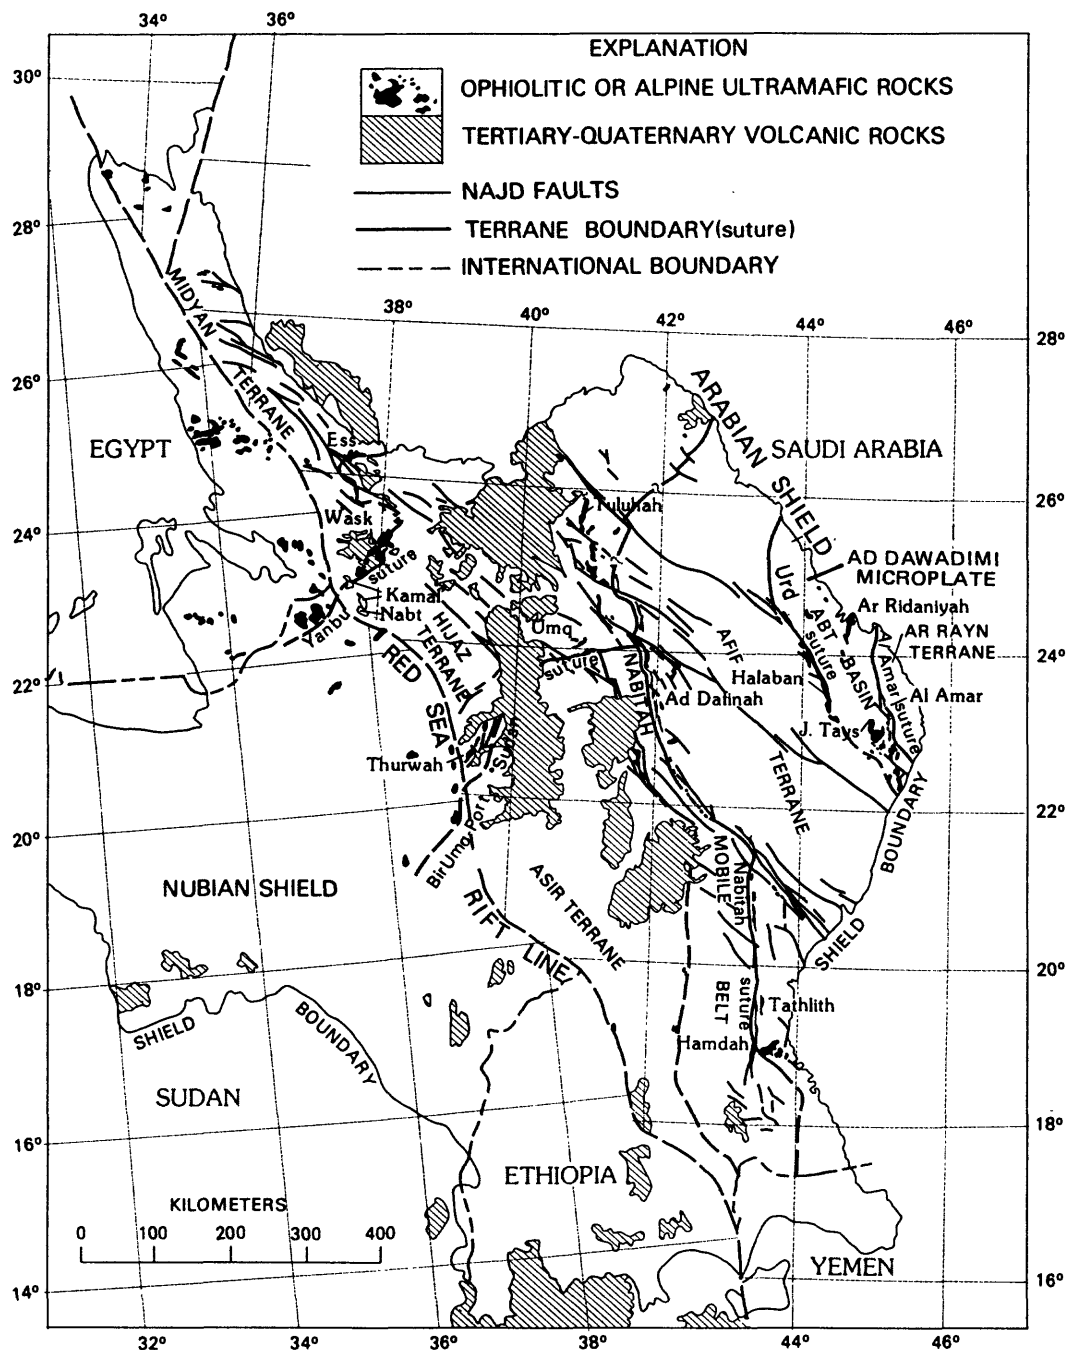 34° 36°
EXPLANATION
30°
OPHIOLITIC OR ALPINE ULTRAMAFIC ROCKS
TERTIARY-QUATERNARY VOLCANIC ROCKS
NAJD FAULTS
28°
TERRANE BOUNDARY(suture)
INTERNATIONAL BOUNDARY
38° 40° 42° 44° 46°
28°
MIDYAN
TERRANE
26°
EGYPT
Ess
ARABIAN SHIELD
SAUDI ARABIA
26°
24°
Wask
suture
Kamal
Nabt
Yanbu
Tuluhah
Urd
suture
AD DAWADIMI
MICROPLATE
Ar Ridaniyah
AR RAYN
TERRANE
24°
22°
HIJAZ
TERRANE
Umq
suture
NABITAH
AFIF
Halaban
Ad Dafinah
ABT
BASIN
Amar suture
Al Amar
J. Tays
RED
SEA
Thurwah
TERRANE
22°
BOUNDARY
20°
Bir Umq Port Sudan
NUBIAN SHIELD
ASIR TERRANE
RIFT
LINE
MOBILE
Nabitah
SHIELD
20°
18°
suture
BELT
Tathlith
Hamdah
SHIELD
BOUNDARY
SUDAN
18°
16°
ETHIOPIA
KILOMETERS
0 100 200 300 400
YEMEN
14°
16°
32° 34° 36° 38° 44° 46°